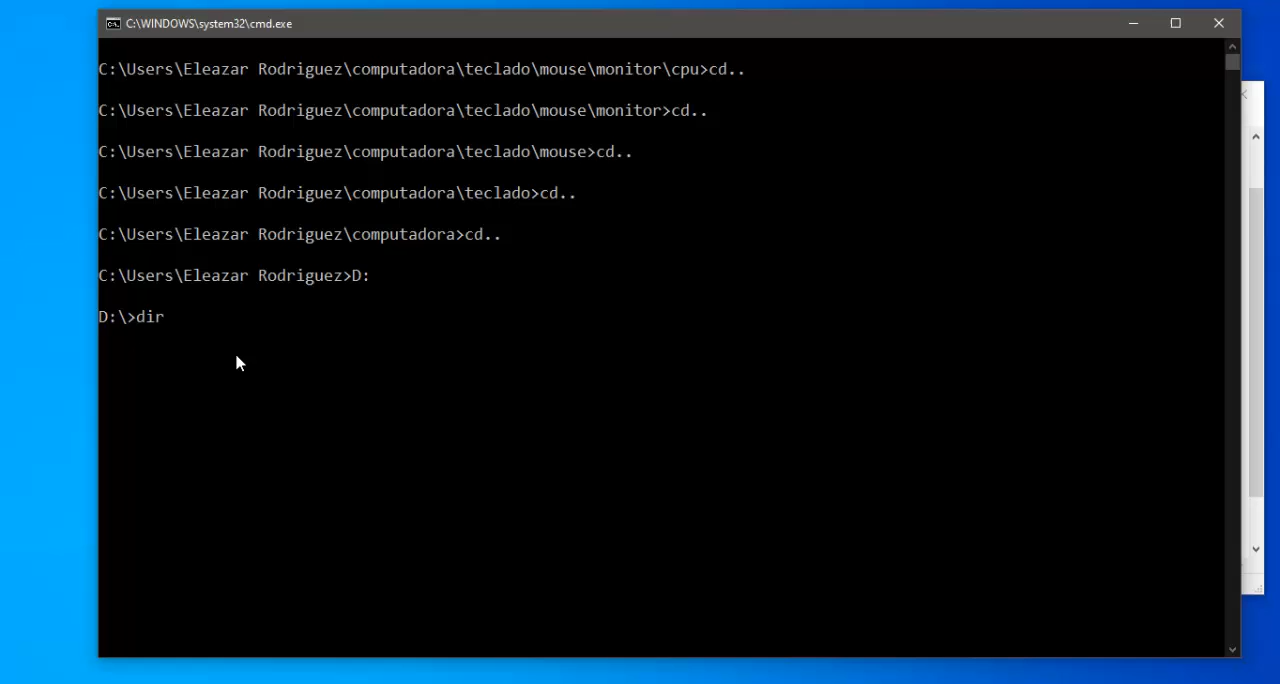 C:\WINDOWS\system32\cmd.exe
C:\Users\Eleazar Rodriguez\computadora\teclado\mouse\monitor\cpu>cd..
C:\Users\Eleazar Rodriguez\computadora\teclado\mouse\monitor>cd..
C:\Users\Eleazar Rodriguez\computadora\teclado\mouse>cd..
C:\Users\Eleazar Rodriguez\computadora\teclado>cd..
C:\Users\Eleazar Rodriguez\computadora>cd..
C:\Users\Eleazar Rodriguez>D:
D:\>dir